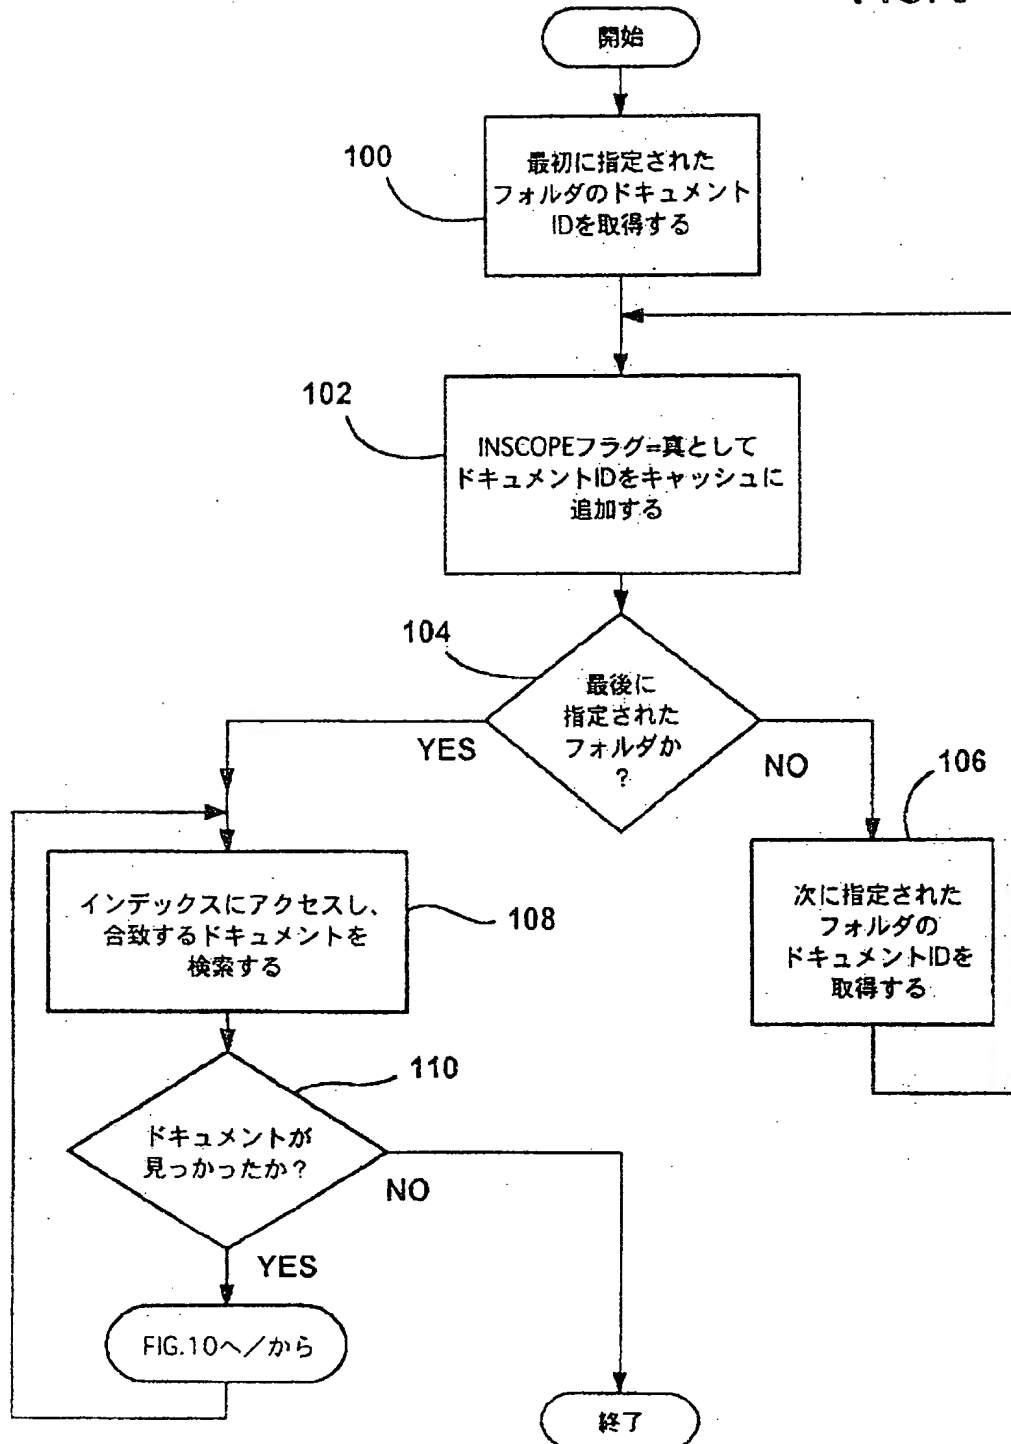 開始
100
最初に指定された
フォルダのドキュメント
IDを取得する
102
INSCOPEフラグ=真として
ドキュメントIDをキャッシュに
追加する
104
最後に
指定された
フォルダか
?
YES
NO
106
次に指定された
フォルダの
ドキュメントIDを
取得する
インデックスにアクセスし、
合致するドキュメントを
検索する
108
110
ドキュメントが
見っかったか?
NO
YES
FIG.10へ/から
終了